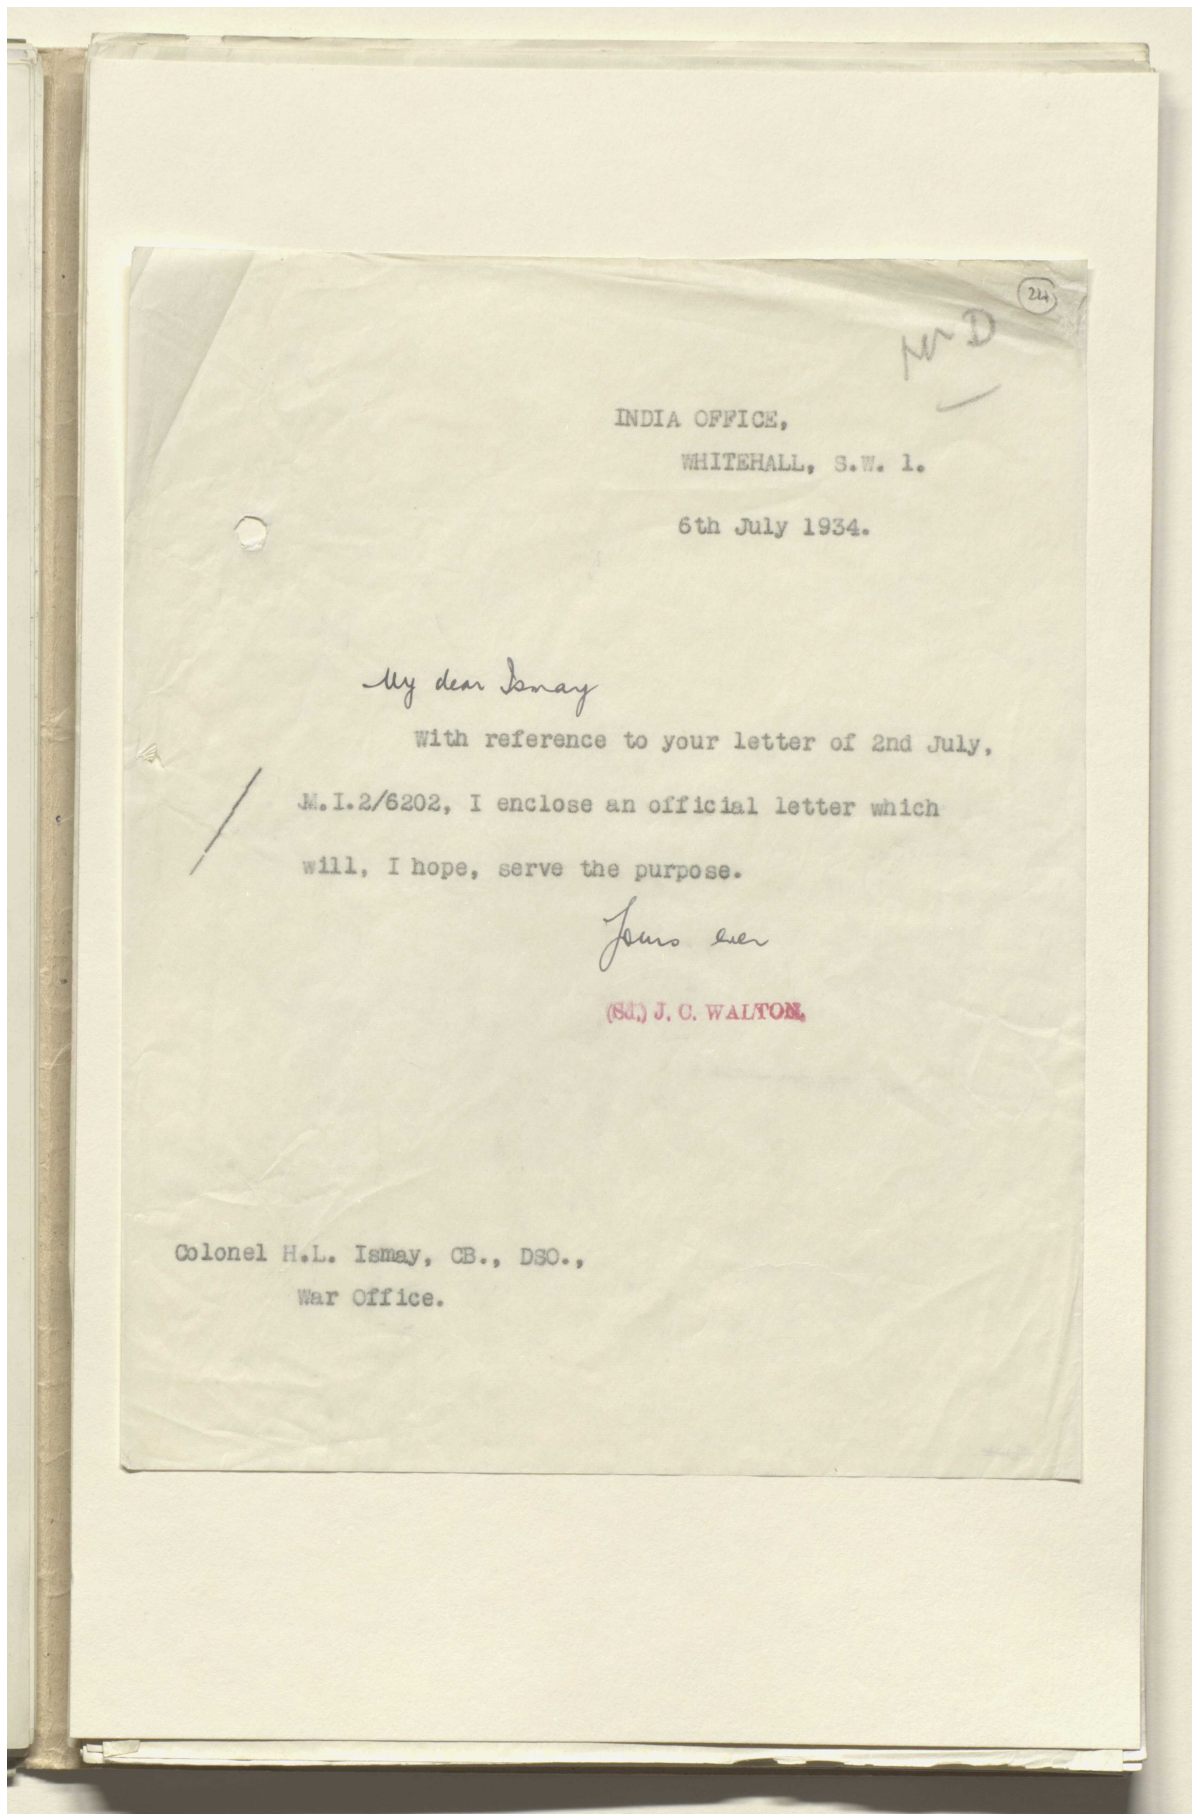 INDIA OFFICE,
WHITEHALL, S.W. 1.
6th July 1934.
My dear Ismay
With reference to your letter of 2nd July,
M.I.2/6202, I enclose an official letter which
will, I hope, serve the purpose.
Yours ever
(Sd.) J. C. WALTON.
Colonel H.L. Ismay, CB., DSO.,
War Office.